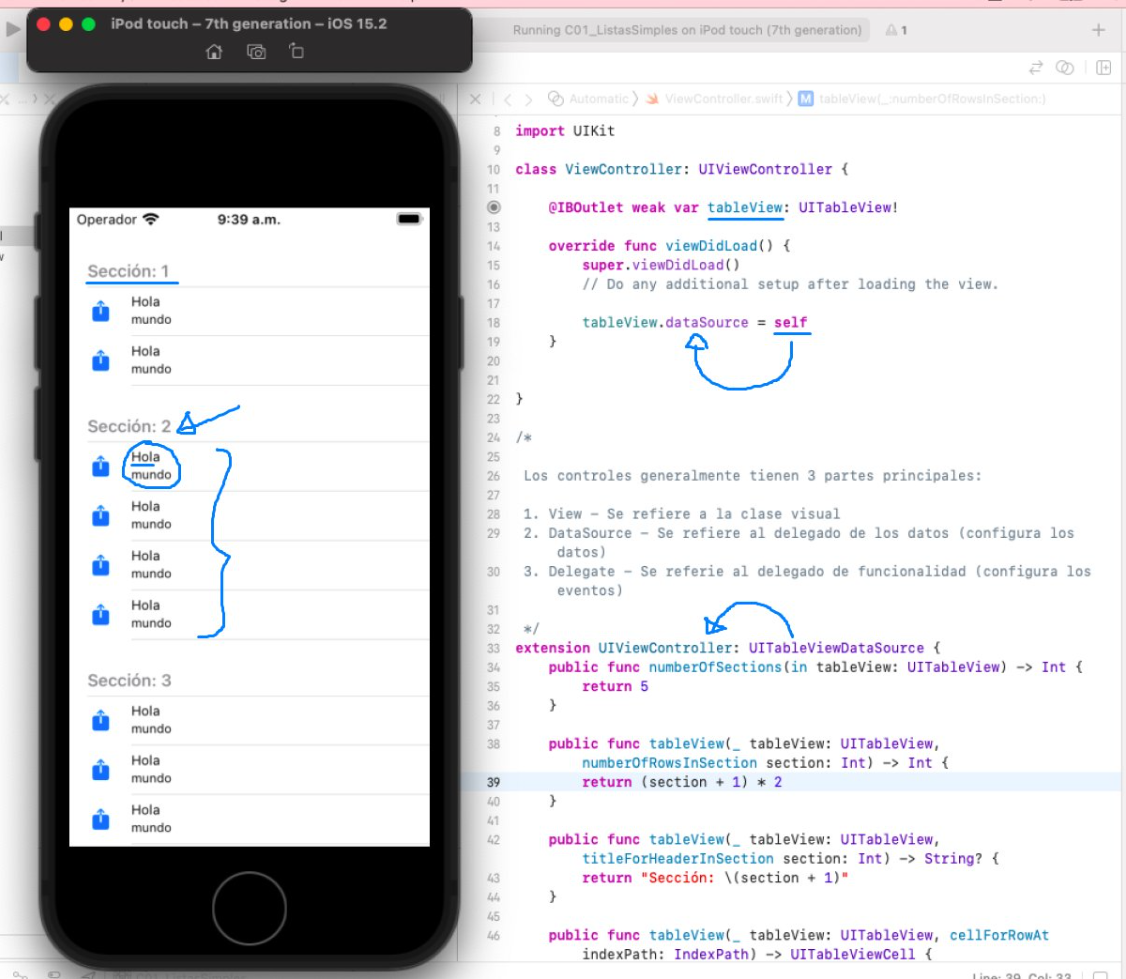 iPod touch – 7th generation – iOS 15.2
Running C01_ListasSimples on iPod touch (7th generation)
1
Automatic
ViewController.swift
M tableView(_:numberOfRowsInSection:)
Operador
9:39 a.m.
Sección: 1
Hola
mundo
Hola
mundo
Sección: 2
Hola
mundo
Hola
mundo
Hola
mundo
Hola
mundo
Sección: 3
Hola
mundo
Hola
mundo
Hola
mundo
8 import UIKit
9
10 class ViewController: UIViewController {
11
@IBOutlet weak var tableView: UITableView!
13
14 override func viewDidLoad() {
15 super.viewDidLoad()
16 // Do any additional setup after loading the view.
17
18 tableView.dataSource = self
19 }
20
21
22 }
23
24 /*
25
26 Los controles generalmente tienen 3 partes principales:
27
28 1. View – Se refiere a la clase visual
29 2. DataSource – Se refiere al delegado de los datos (configura los
datos)
30 3. Delegate – Se referie al delegado de funcionalidad (configura los
eventos)
31
32 */
33 extension UIViewController: UITableViewDataSource {
34 public func numberOfSections(in tableView: UITableView) -> Int {
35 return 5
36 }
37
38 public func tableView(_ tableView: UITableView,
numberOfRowsInSection section: Int) -> Int {
39 return (section + 1) * 2
40 }
41
42 public func tableView(_ tableView: UITableView,
titleForHeaderInSection section: Int) -> String? {
43 return "Sección: \(section + 1)"
44 }
45
46 public func tableView(_ tableView: UITableView, cellForRowAt
indexPath: IndexPath) -> UITableViewCell {
C01_ListasSimples
Line: 39 Col: 33